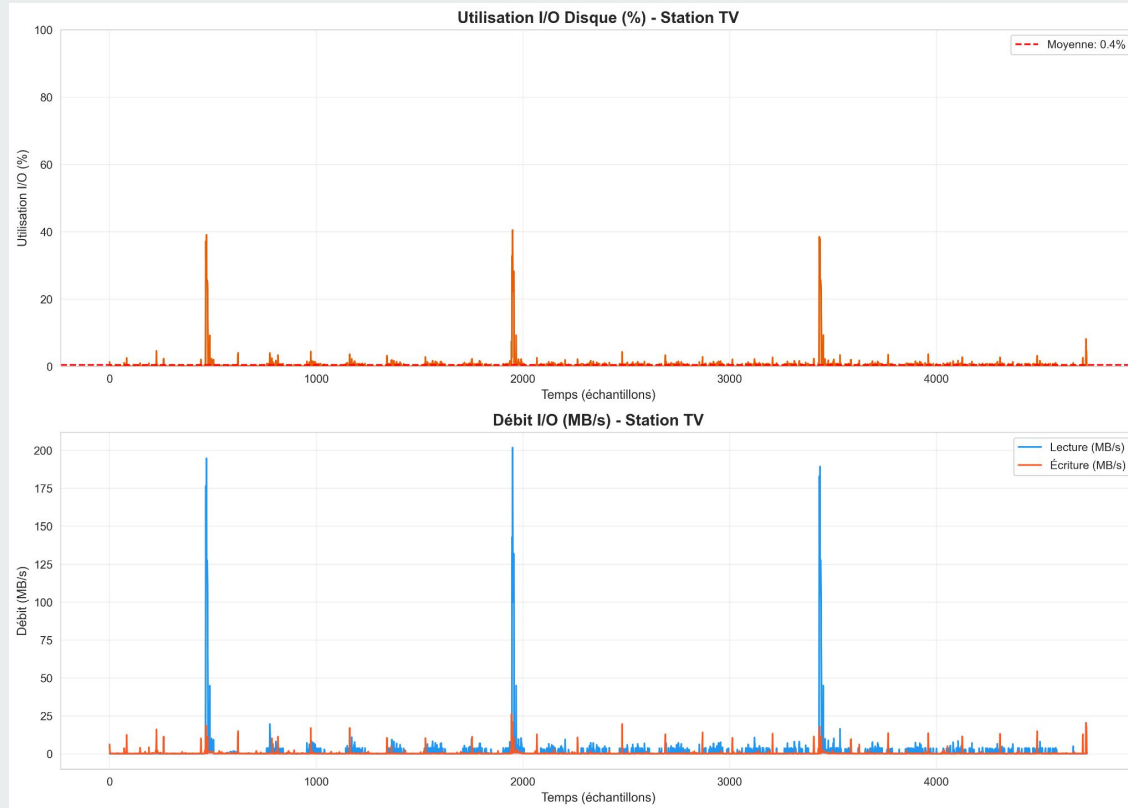 Utilisation I/O Disque (%) - Station TV
100
80
60
40
20
0
Utilisation I/O (%)
Moyenne: 0.4%
0 1000 2000 3000 4000
Temps (échantillons)
Débit I/O (MB/s) - Station TV
200
175
150
125
100
75
50
25
0
Débit (MB/s)
Lecture (MB/s)
Écriture (MB/s)
0 1000 2000 3000 4000
Temps (échantillons)